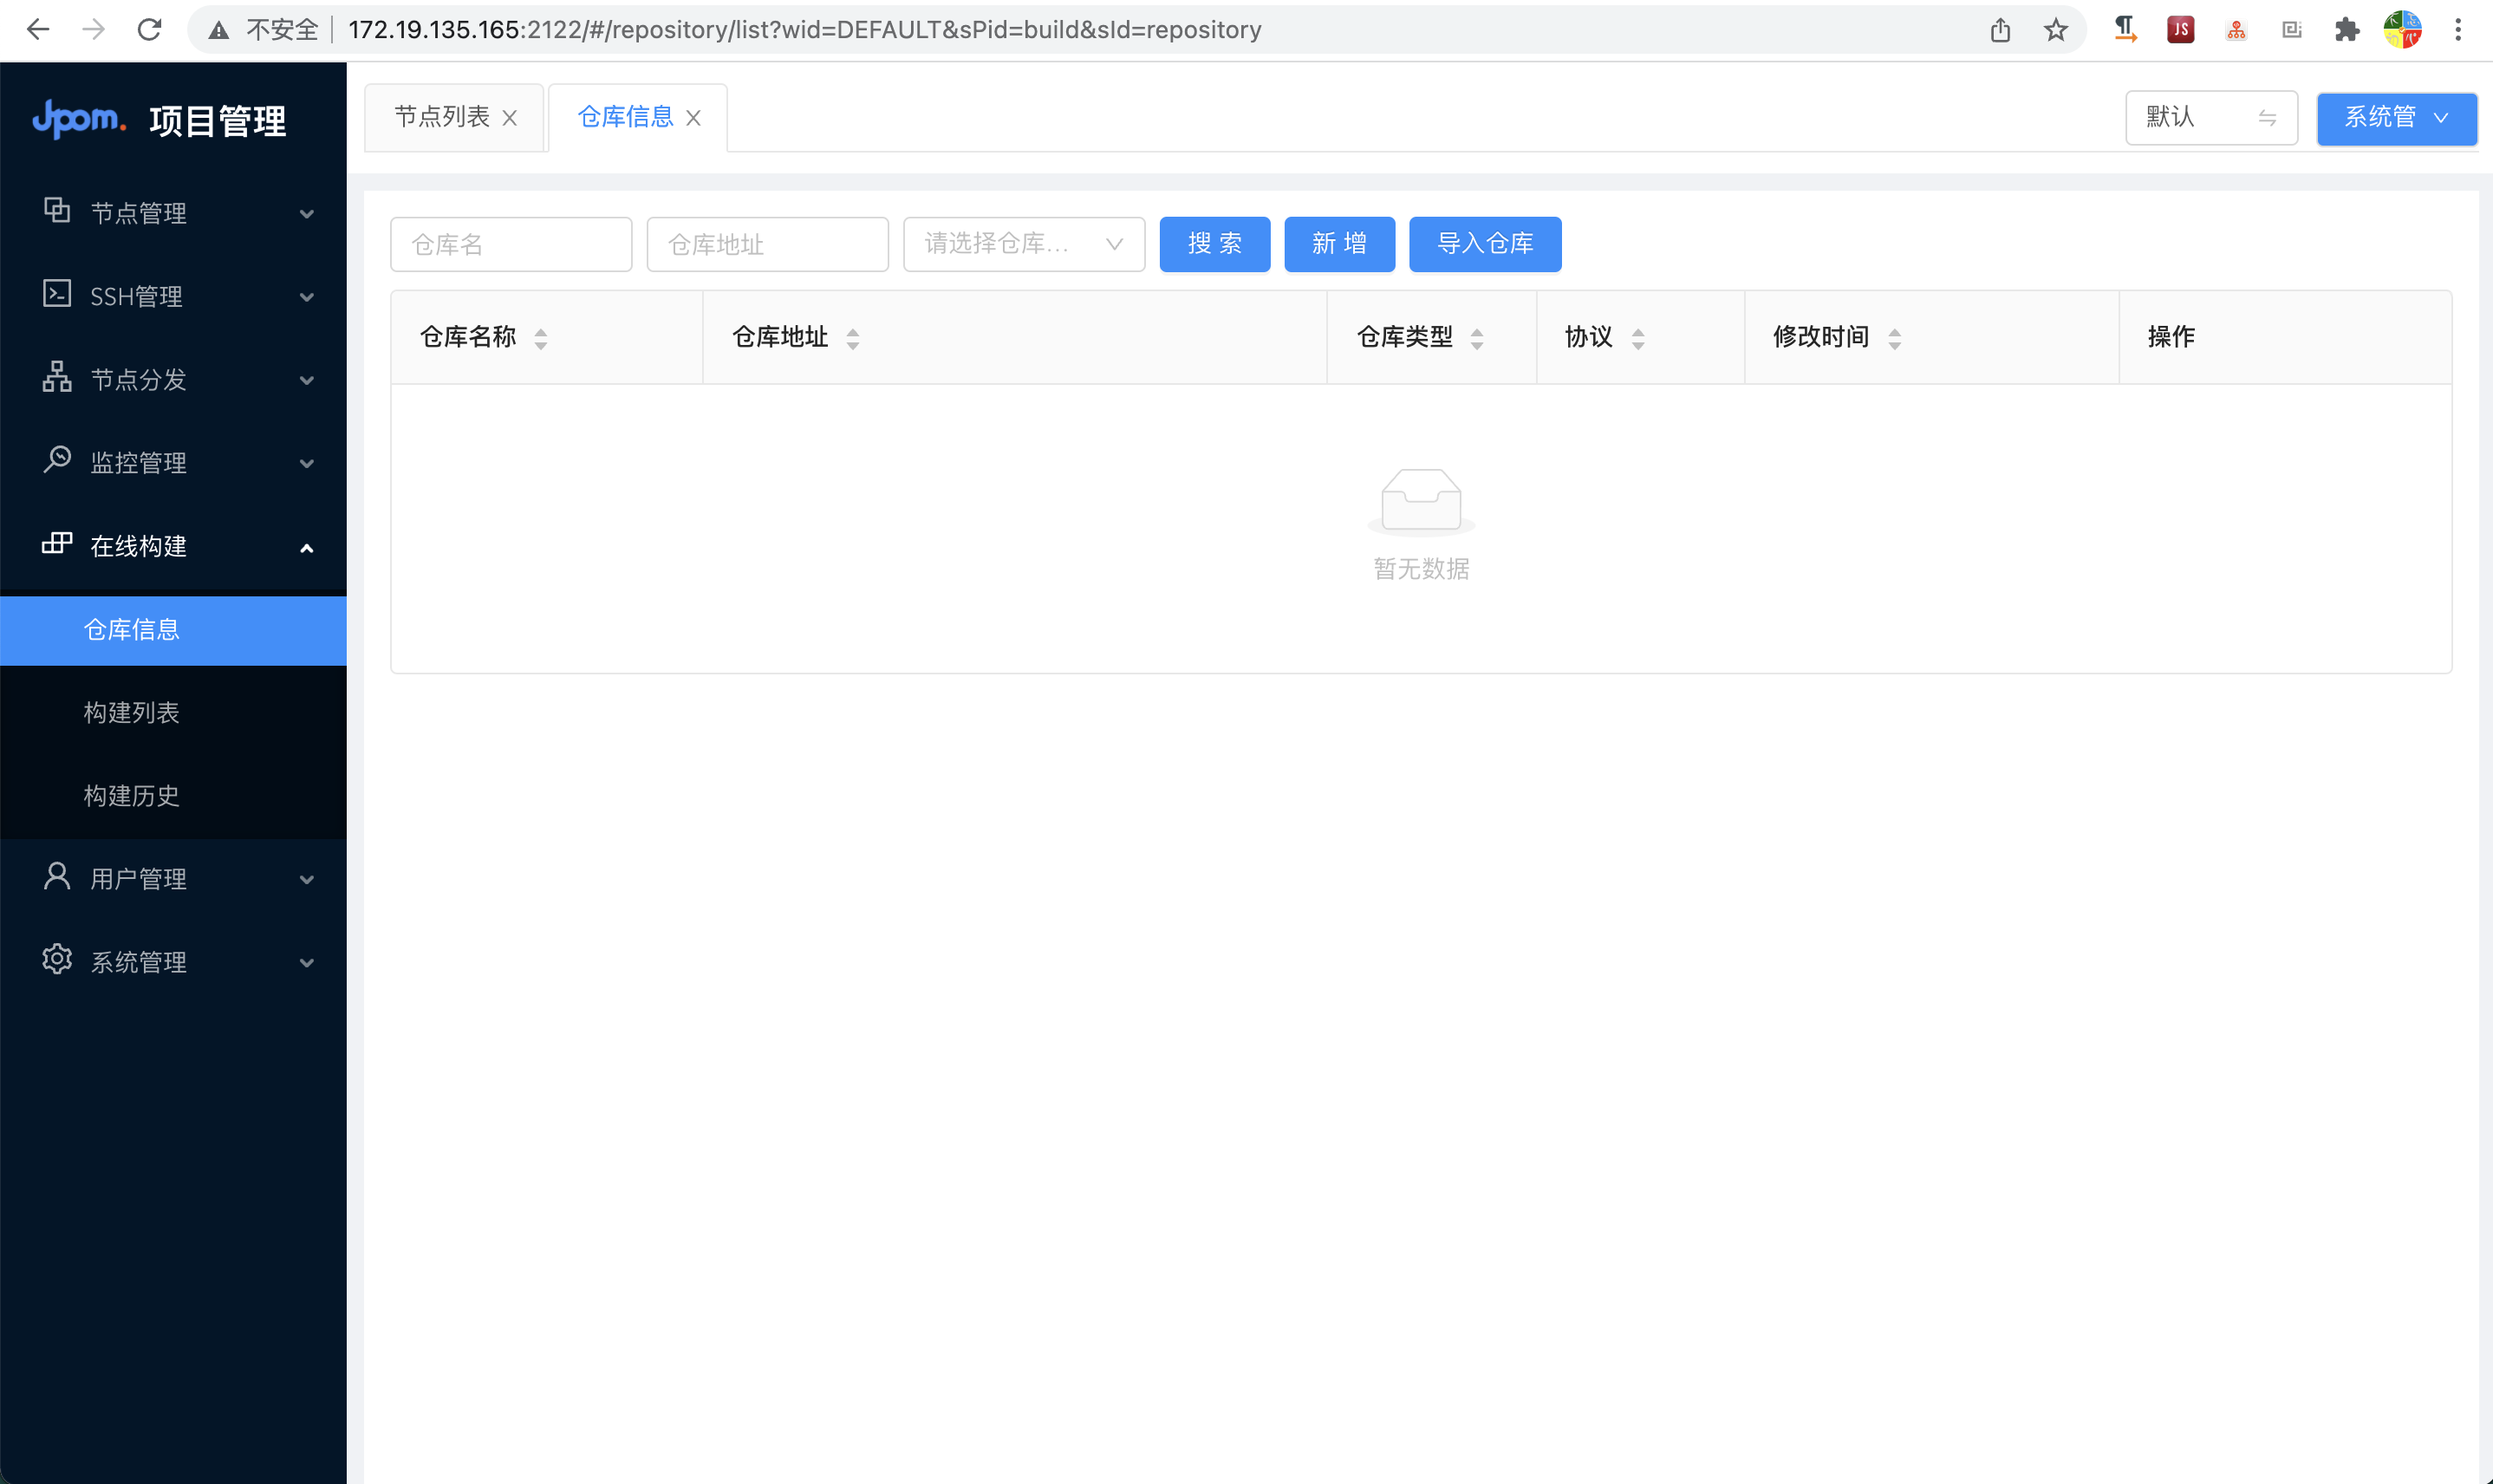 不安全 172.19.135.165:2122/#/repository/list?wid=DEFAULT&sPid=build&sId=repository
JS
Jpom. 项目管理
节点列表 仓库信息 默认 系统管
节点管理
SSH管理
节点分发
监控管理
在线构建
仓库信息
构建列表
构建历史
用户管理
系统管理
仓库名 仓库地址 请选择仓库... 搜 索 新 增 导入仓库
仓库名称 仓库地址 仓库类型 协议 修改时间 操作
暂无数据